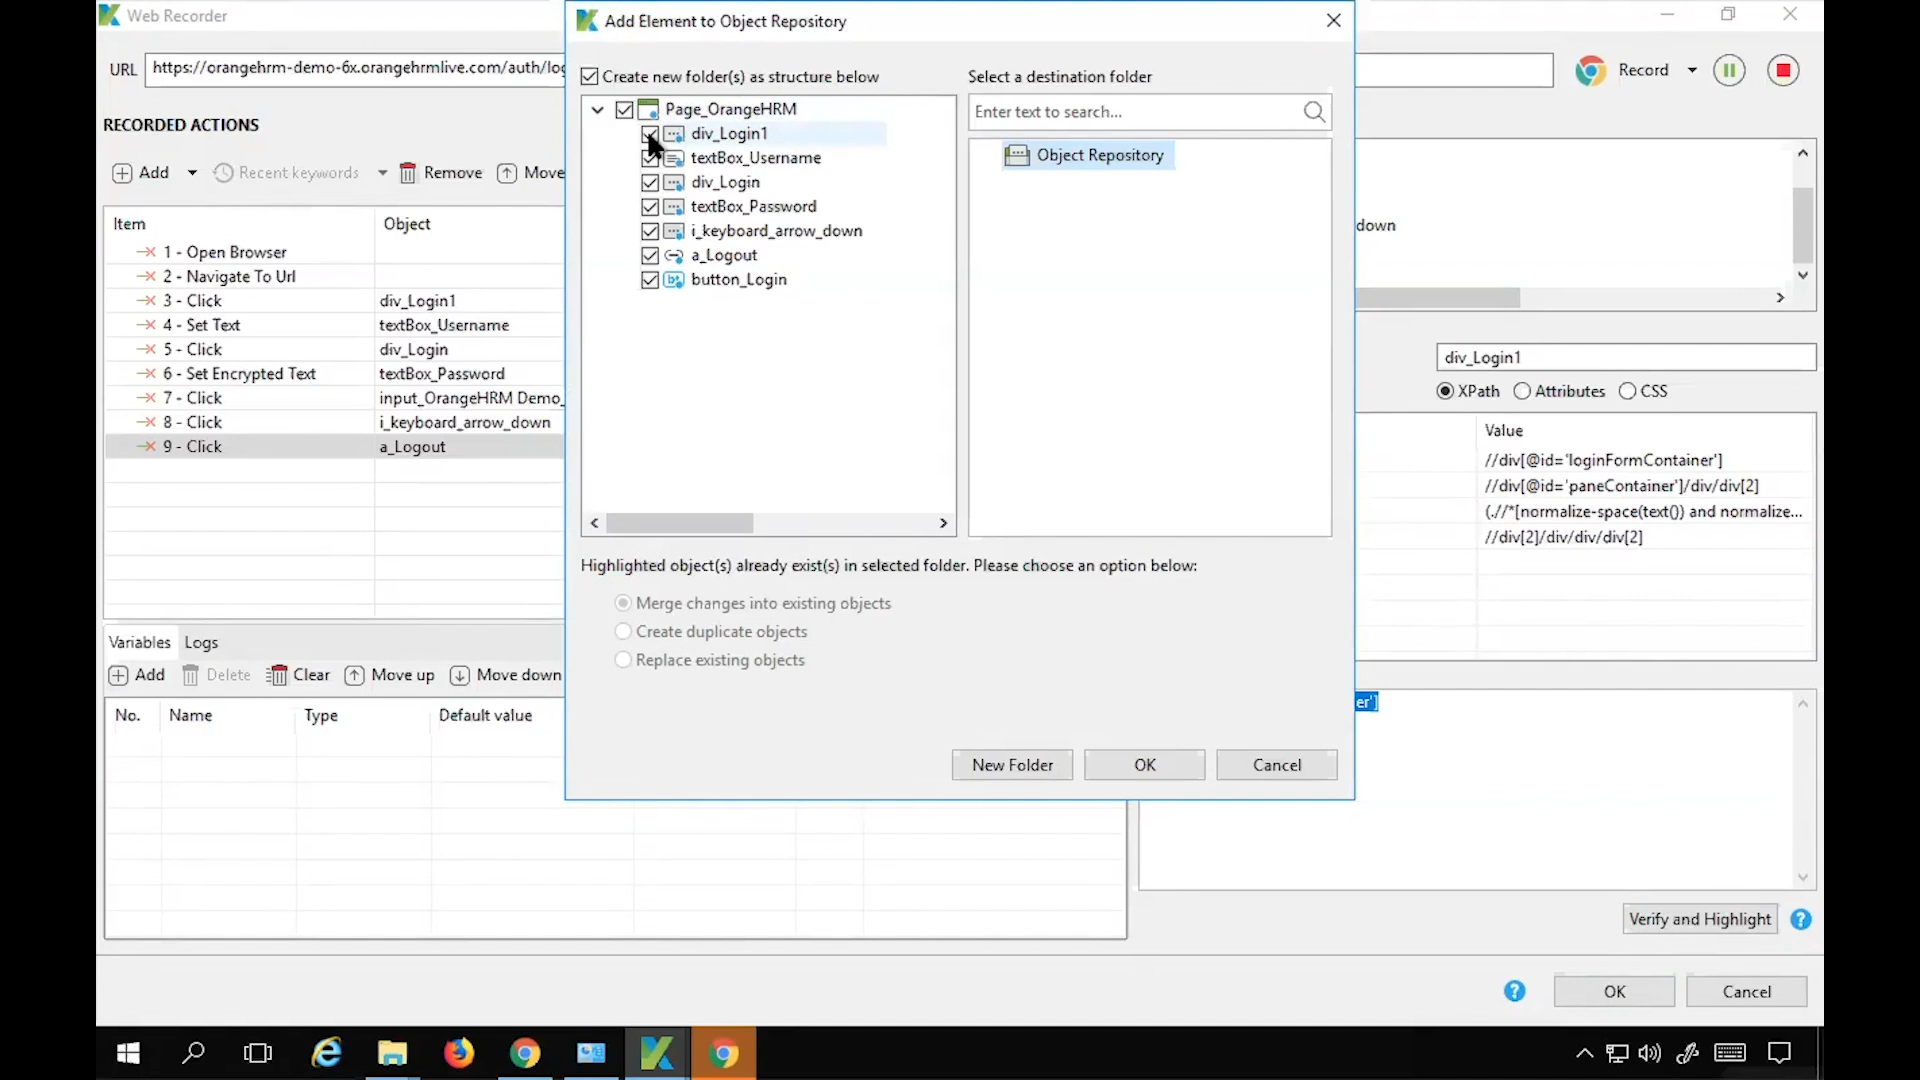 Web Recorder
Add Element to Object Repository
URL
https://orangehrm-demo-6x.orangehrmlive.com/auth/log
Record
RECORDED ACTIONS
Add
Recent keywords
Remove
Move
Item
Object
1 - Open Browser
2 - Navigate To Url
3 - Click
div_Login1
4 - Set Text
textBox_Username
5 - Click
div_Login
6 - Set Encrypted Text
textBox_Password
7 - Click
input_OrangeHRM Demo_
8 - Click
i_keyboard_arrow_down
9 - Click
a_Logout
Create new folder(s) as structure below
Page_OrangeHRM
div_Login1
textBox_Username
div_Login
textBox_Password
i_keyboard_arrow_down
a_Logout
button_Login
Select a destination folder
Enter text to search...
Object Repository
Highlighted object(s) already exist(s) in selected folder. Please choose an option below:
Merge changes into existing objects
Create duplicate objects
Replace existing objects
New Folder
OK
Cancel
down
div_Login1
XPath
Attributes
CSS
Value
//div[@id='loginFormContainer']
//div[@id='paneContainer']/div/div[2]
(.//*[normalize-space(text()) and normalize...
//div[2]/div/div/div[2]
er']
Variables
Logs
Add
Delete
Clear
Move up
Move down
No.
Name
Type
Default value
Verify and Highlight
OK
Cancel